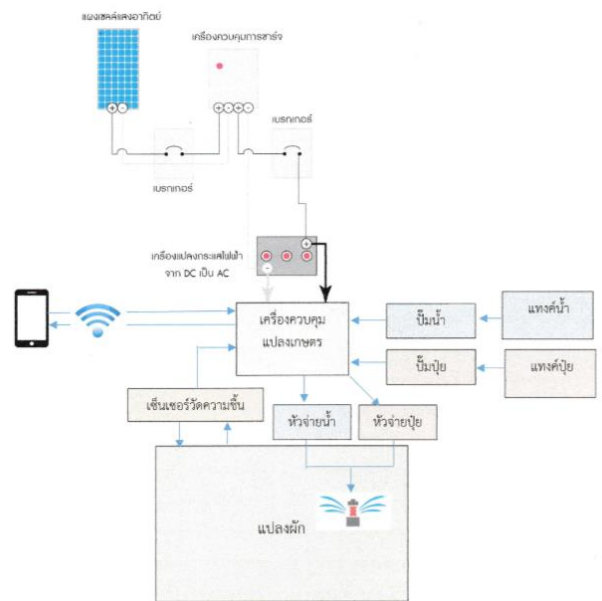 แผงเซลล์แสงอาทิตย์
เครื่องควบคุมการชาร์จ
เบรกเกอร์
เบรกเกอร์
เครื่องแปลงกระแสไฟฟ้า
จาก DC เป็น AC
เครื่องควบคุม
แปลงเกษตร
ปั๊มน้ำ
แทงค์น้ำ
ปั๊มปุ๋ย
แทงค์ปุ๋ย
เซ็นเซอร์วัดความชื้น
หัวจ่ายน้ำ
หัวจ่ายปุ๋ย
แปลงผัก